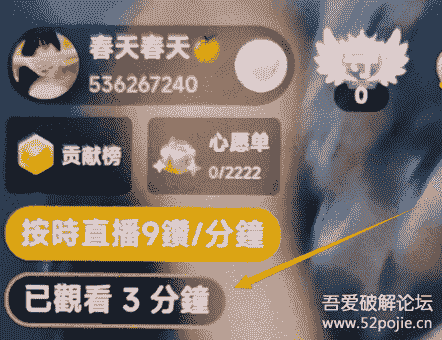 春天春天🍊
536267240
0
贡献榜
心愿单
0/2222
按時直播9鑽/分鐘
已觀看 3 分鐘
吾爱破解论坛
www.52pojie.cn